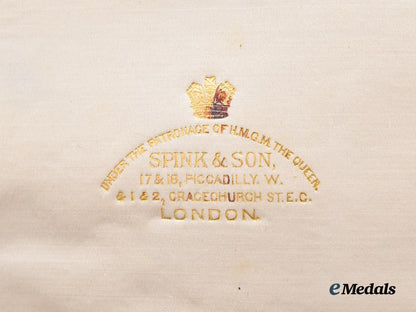 UNDER THE PATRONAGE OF H.M.G.M. THE QUEEN.
SPINK & SON,
17 & 18, PICCADILLY. W.
& 1 & 2, GRACECHURCH ST. E.C.
LONDON.
eMedals